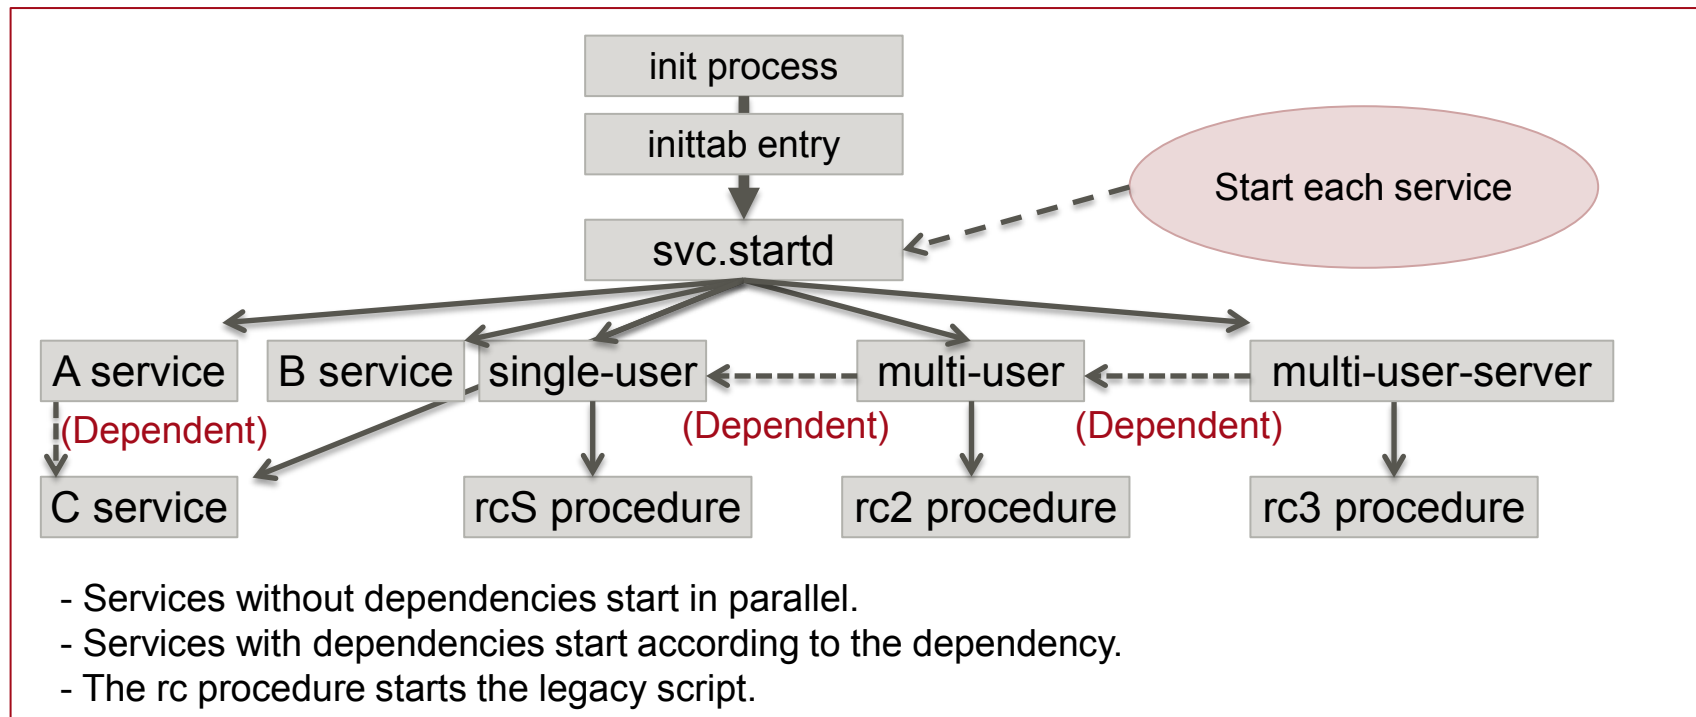 init process
inittab entry
Start each service
svc.startd
A service
B service
single-user
multi-user
multi-user-server
(Dependent)
(Dependent)
(Dependent)
C service
rcS procedure
rc2 procedure
rc3 procedure
- Services without dependencies start in parallel.
- Services with dependencies start according to the dependency.
- The rc procedure starts the legacy script.